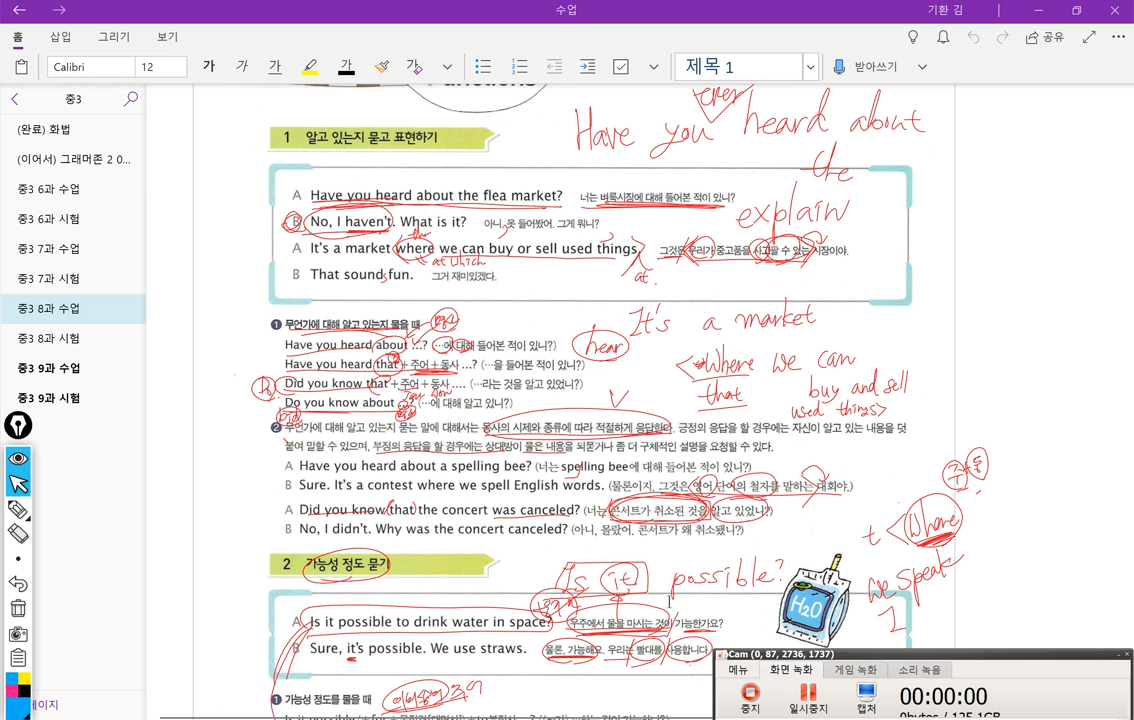 수업
기환 김
홈
삽입
그리기
보기
공유
Calibri
12
가
가
가
가
가
제목 1
받아쓰기
중3
(완료) 화법
(이어서) 그래머존 2 0...
중3 6과 수업
중3 6과 시험
중3 7과 수업
중3 7과 시험
중3 8과 수업
중3 8과 시험
중3 9과 수업
중3 9과 시험
페이지
ever
Have you heard about
the
explain
1 알고 있는지 묻고 표현하기
A Have you heard about the flea market? 너는 벼룩시장에 대해 들어본 적이 있니?
B No, I haven't. What is it? 아니, 못 들어봤어. 그게 뭐니?
A It's a market where we can buy or sell used things. 그것은 우리가 중고품을 사고 팔 수 있는 시장이야.
at which
at.
B That sounds fun. 그거 재미있겠다.
It's a market
hear
where we can
that
buy and sell
used things
❶ 무언가에 대해 알고 있는지 물을 때
Have you heard about ...? (…에 대해 들어본 적이 있니?)
Have you heard that + 주어 + 동사 ...? (…을 들어본 적이 있니?)
Did you know that + 주어 + 동사 .... (…라는 것을 알고 있었니?)
Do you know about ...? (…에 대해 알고 있니?)
❷ 무언가에 대해 알고 있는지 묻는 말에 대해서는 동사의 시제와 종류에 따라 적절하게 응답한다. 긍정의 응답을 할 경우에는 자신이 알고 있는 내용을 덧
붙여 말할 수 있으며, 부정의 응답을 할 경우에는 상대방이 물은 내용을 되묻거나 좀 더 구체적인 설명을 요청할 수 있다.
A Have you heard about a spelling bee? (너는 spelling bee에 대해 들어본 적이 있니?)
B Sure. It's a contest where we spell English words. (물론이지, 그것은 영어 단어의 철자를 말하는 대회야.)
A Did you know (that) the concert was canceled? (너는 콘서트가 취소된 것을 알고 있었니?)
B No, I didn't. Why was the concert canceled? (아니, 몰랐어. 콘서트가 왜 취소됐니?)
주 동
where
we speak
2 가능성 정도 묻기
Is it possible?
H2O
A Is it possible to drink water in space? 우주에서 물을 마시는 것이 가능한가요?
B Sure, it's possible. We use straws. 물론, 가능해요. 우리는 빨대를 사용합니다.
❶ 가능성 정도를 물을 때
Cam (0, 87, 2736, 1737)
메뉴
화면 녹화
게임 녹화
소리 녹음
중지
일시중지
캡처
00:00:00